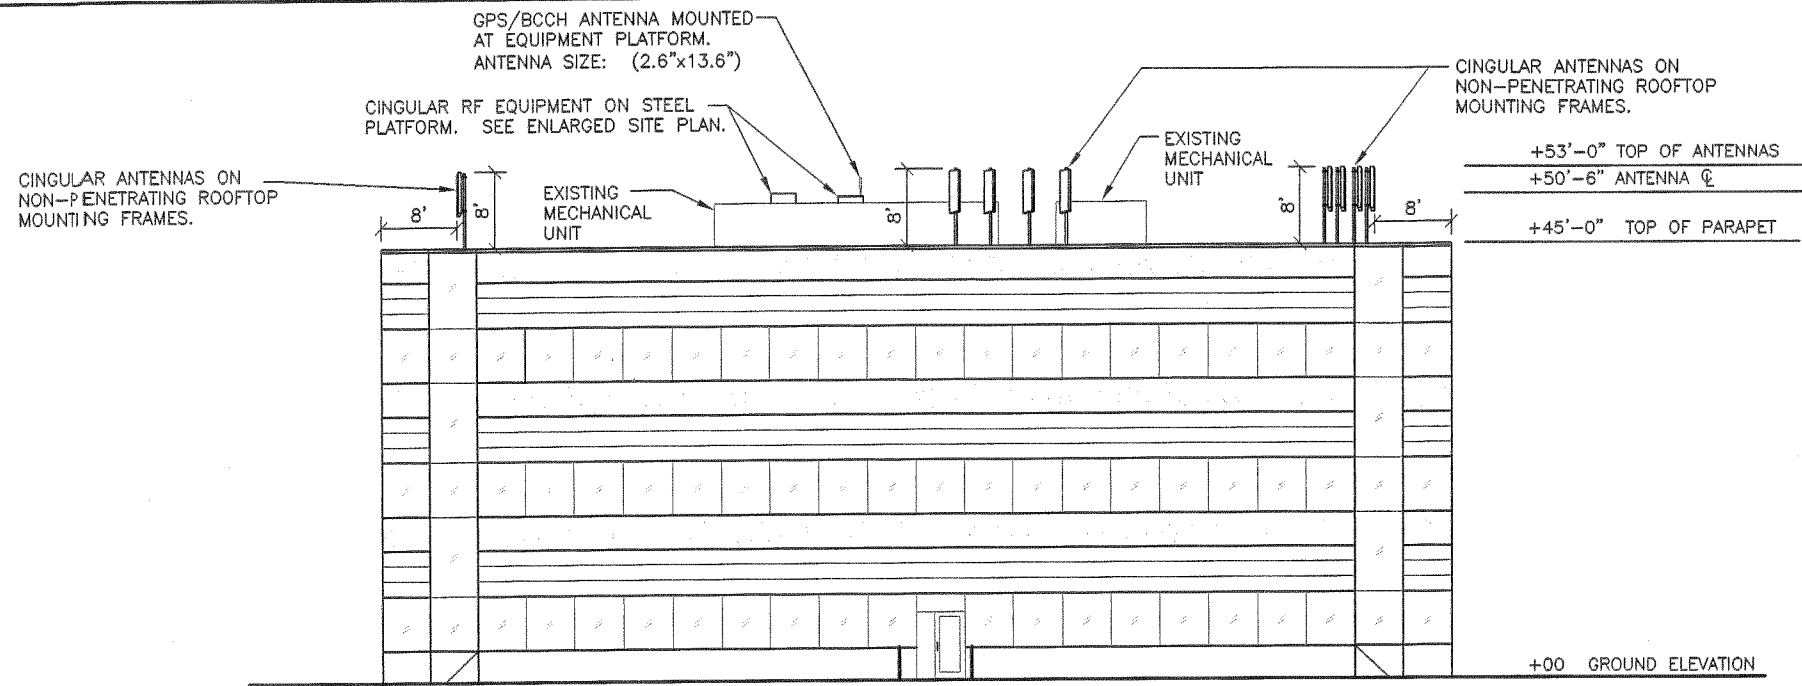 GPS/BCCH ANTENNA MOUNTED
AT EQUIPMENT PLATFORM.
ANTENNA SIZE: (2.6"x13.6")
CINGULAR RF EQUIPMENT ON STEEL
PLATFORM. SEE ENLARGED SITE PLAN.
CINGULAR ANTENNAS ON
NON-PENETRATING ROOFTOP
MOUNTING FRAMES.
EXISTING
MECHANICAL
UNIT
CINGULAR ANTENNAS ON
NON-PENETRATING ROOFTOP
MOUNTING FRAMES.
EXISTING
MECHANICAL
UNIT
8'
8'
8'
8'
8'
+53'-0" TOP OF ANTENNAS
+50'-6" ANTENNA ℄
+45'-0" TOP OF PARAPET
+00 GROUND ELEVATION